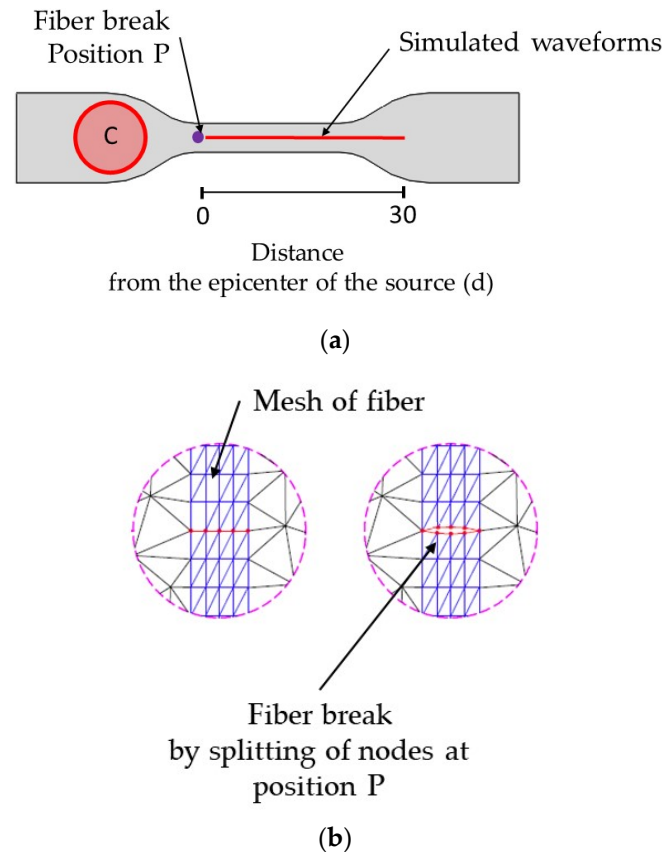 Fiber break
Position P
Simulated waveforms
C
0
30
Distance
from the epicenter of the source (d)
(a)
Mesh of fiber
Fiber break
by splitting of nodes at
position P
(b)